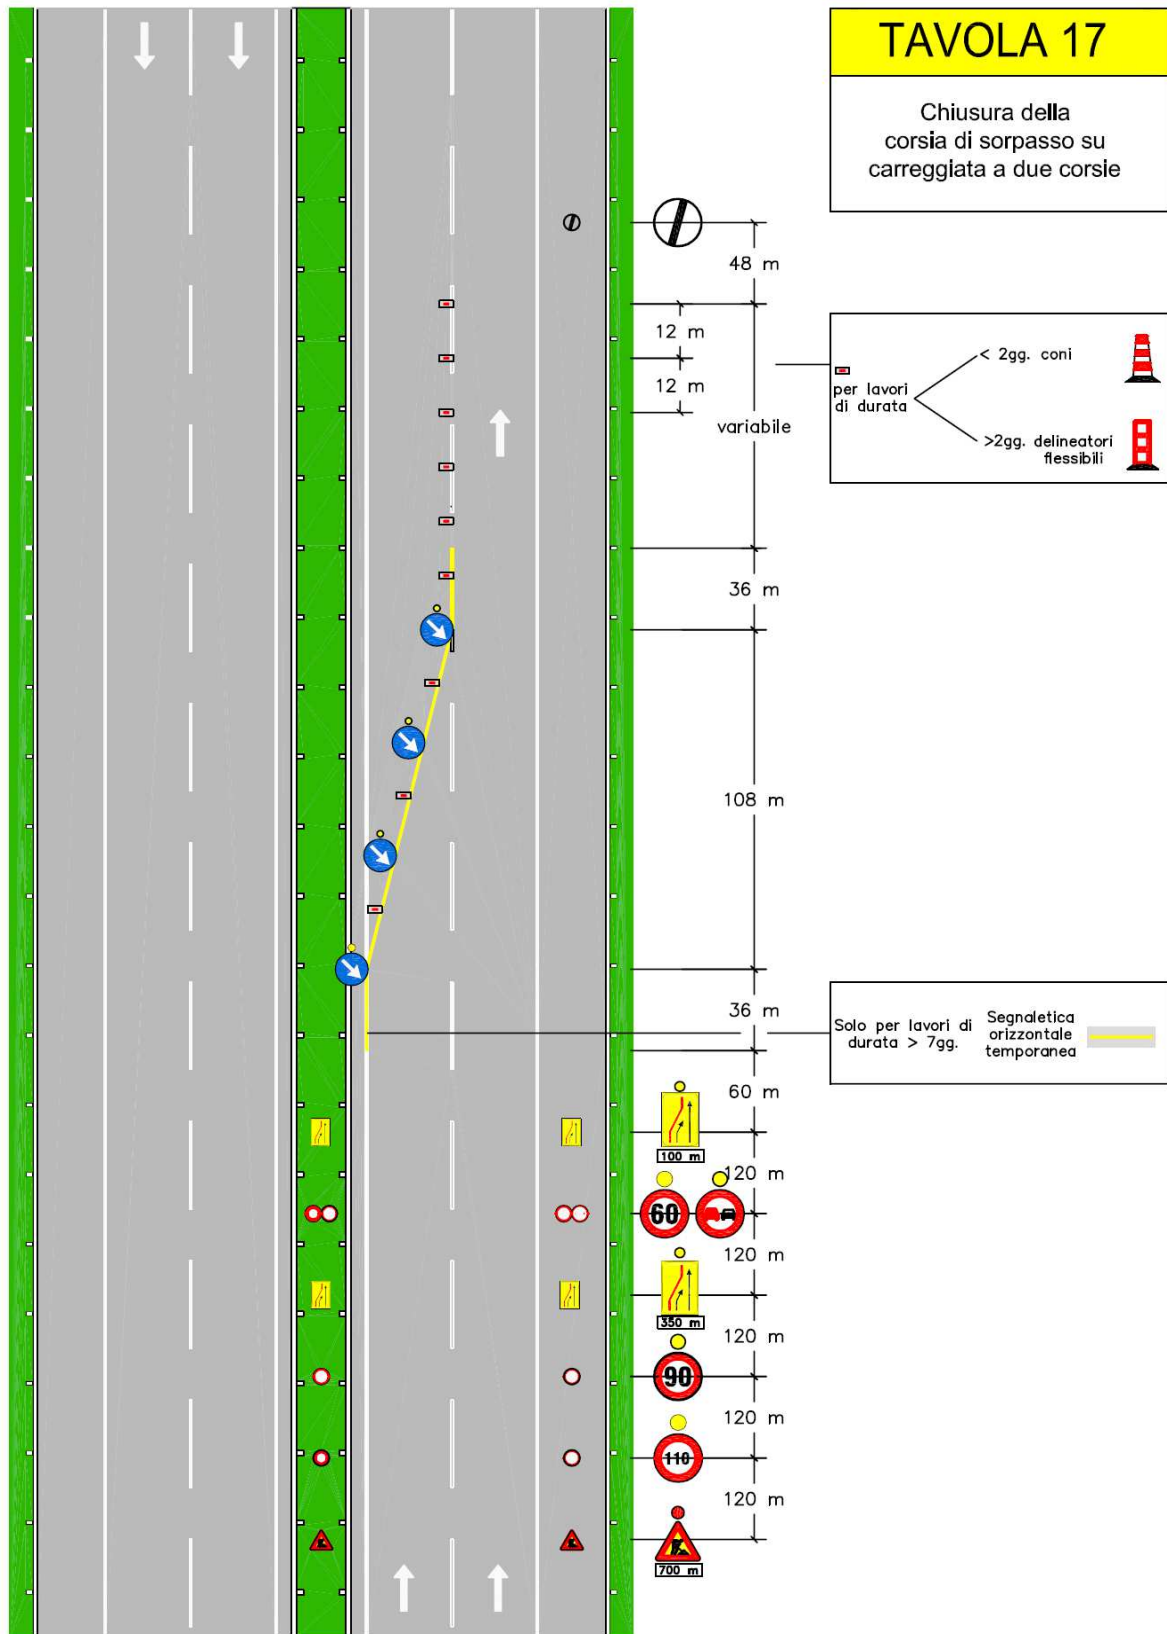 TAVOLA 17
Chiusura della
corsia di sorpasso su
carreggiata a due corsie
48 m
12 m
12 m
variabile
per lavori
di durata
< 2gg. coni
>2gg. delineatori
flessibili
36 m
108 m
36 m
Solo per lavori di
durata > 7gg.
Segnaletica
orizzontale
temporanea
60 m
100 m
120 m
60
120 m
350 m
120 m
90
120 m
110
120 m
700 m